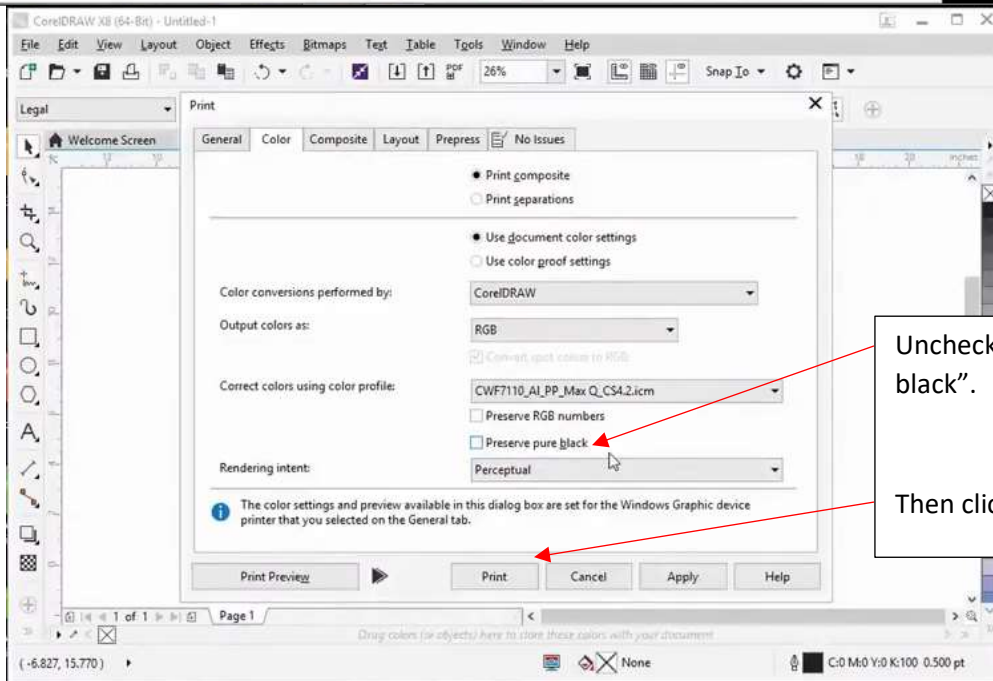 CorelDRAW X8 (64-Bit) - Untitled-1
File Edit View Layout Object Effects Bitmaps Text Table Tools Window Help
PDF 26% Snap To
Legal
Print
Welcome Screen
General Color Composite Layout Prepress No Issues
inches
Print composite
Print separations
Use document color settings
Use color proof settings
Color conversions performed by: CorelDRAW
Output colors as: RGB
Convert spot colors to RGB
Correct colors using color profile: CWF7110_AI_PP_Max Q_CS4.2.icm
Preserve RGB numbers
Preserve pure black
Rendering intent: Perceptual
The color settings and preview available in this dialog box are set for the Windows Graphic device
printer that you selected on the General tab.
Print Preview Print Cancel Apply Help
Uncheck
black”.
Then clic
1 of 1 Page 1
Drag colors (or objects) here to store these colors with your document
( -6.827, 15.770 ) None C:0 M:0 Y:0 K:100 0.500 pt